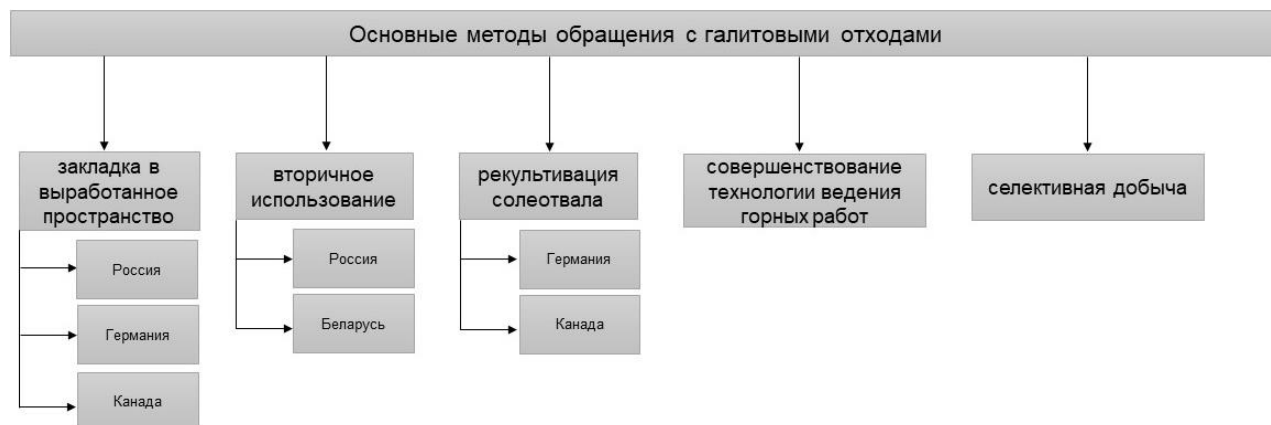 Основные методы обращения с галитовыми отходами
закладка в
выработанное
пространство
Россия
Германия
Канада
вторичное
использование
Россия
Беларусь
рекультивация
солеотвала
Германия
Канада
совершенствование
технологии ведения
горных работ
селективная добыча